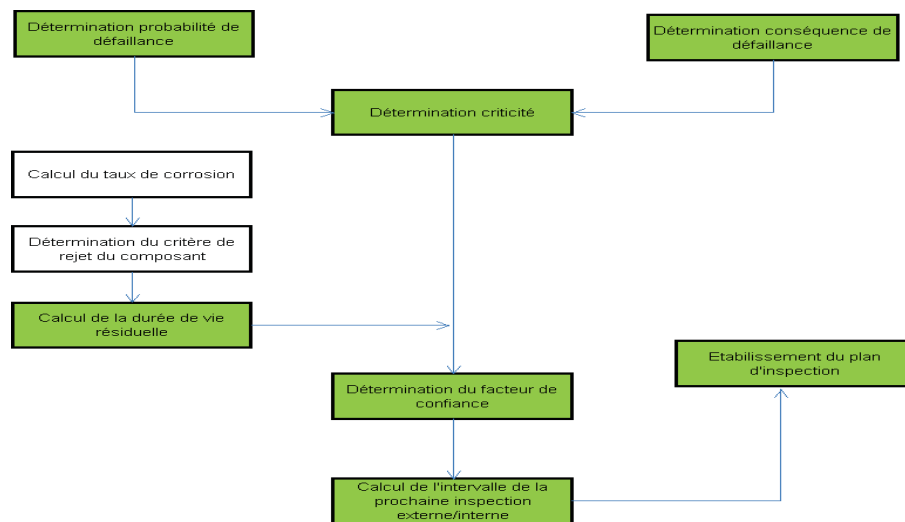 Détermination probabilité de
défaillance
Détermination conséquence de
défaillance
Détermination criticité
Calcul du taux de corrosion
Détermination du critère de
rejet du composant
Calcul de la durée de vie
résiduelle
Etabilissement du plan
d'inspection
Détermination du facteur de
confiance
Calcul de l'intervalle de la
prochaine inspection
externe/interne